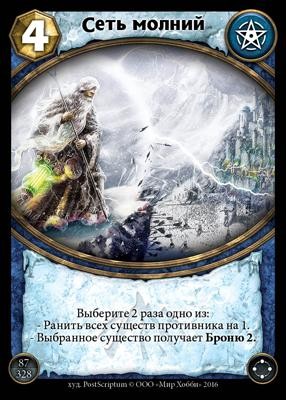 4
Сеть молний
Выберите 2 раза одно из:
- Ранить всех существ противника на 1.
- Выбранное существо получает Броню 2.
87
328
худ. PostScriptum © ООО «Мир Хобби» 2016